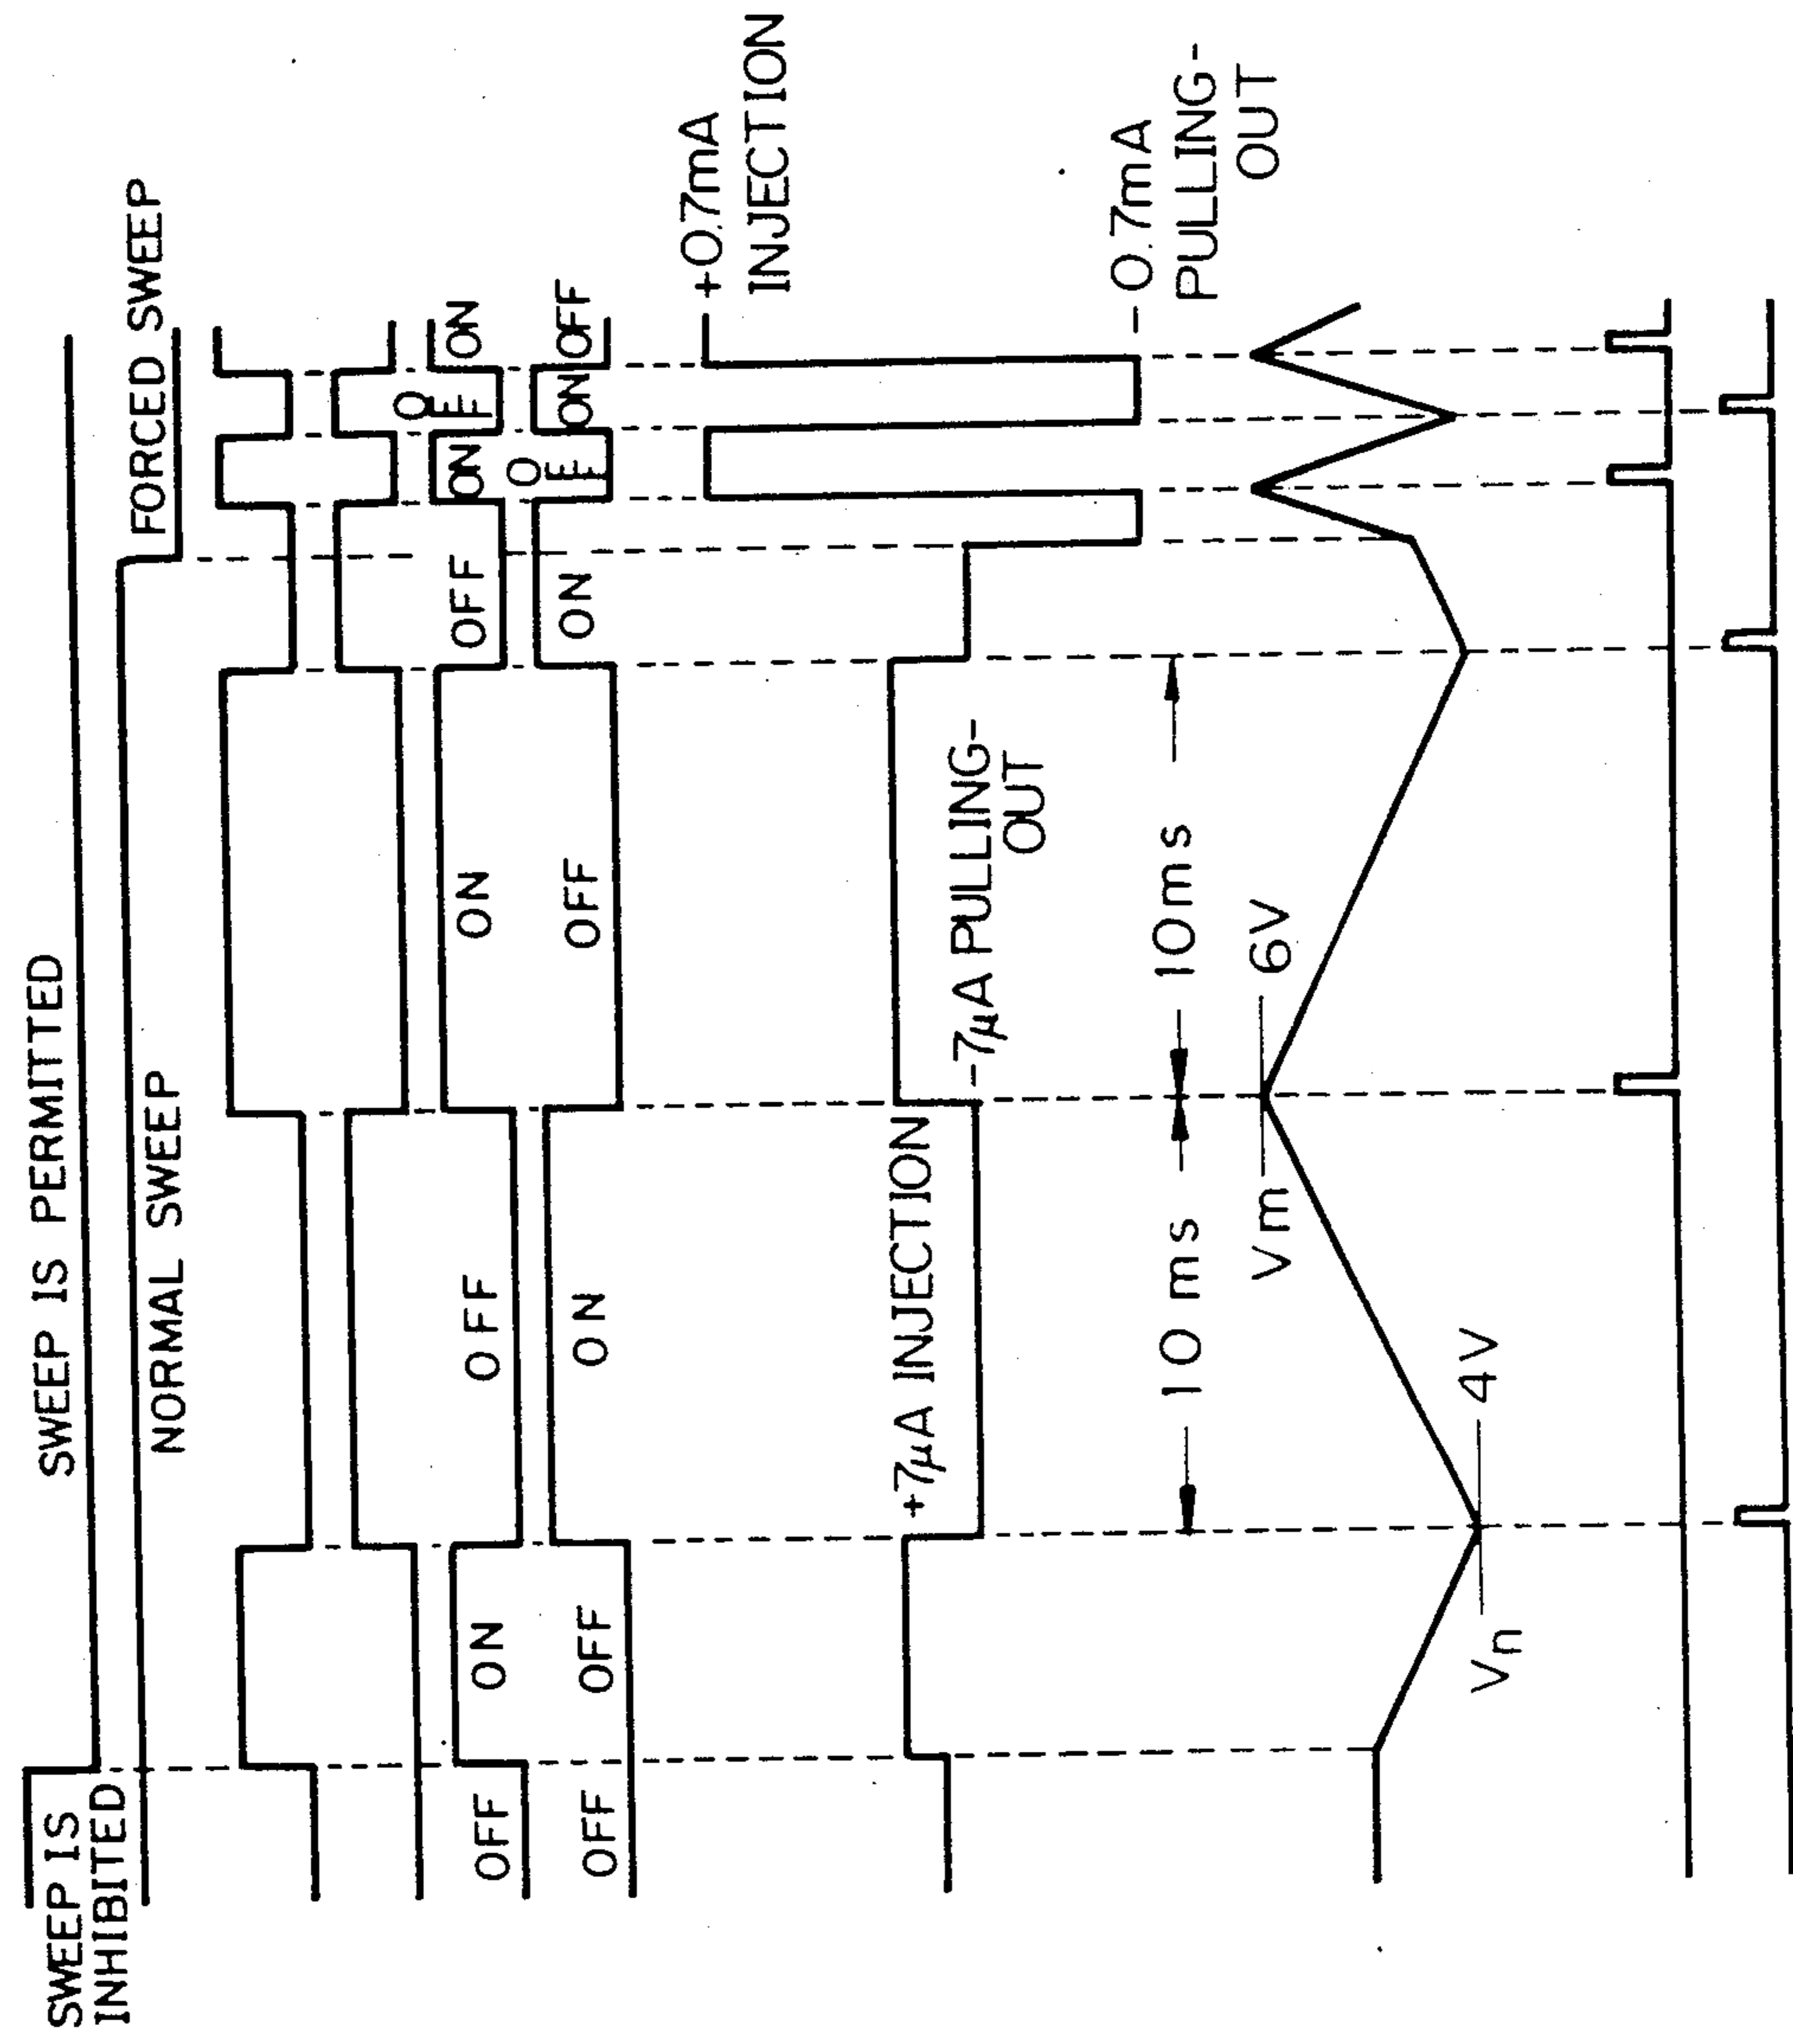 SWEEP IS
INHIBITED
SWEEP IS PERMITTED
NORMAL SWEEP
FORCED SWEEP
OFF
ON
OFF
ON
OFF
ON
OFF
ON
OFF
OFF
OFF
ON
OFF
ON
OFF
ON
OFF
+7μA INJECTION
-7μA PULLING-
OUT
+0.7mA
INJECTION
-0.7mA
PULLING-
OUT
10 ms
10ms
Vm
6V
Vn
4V